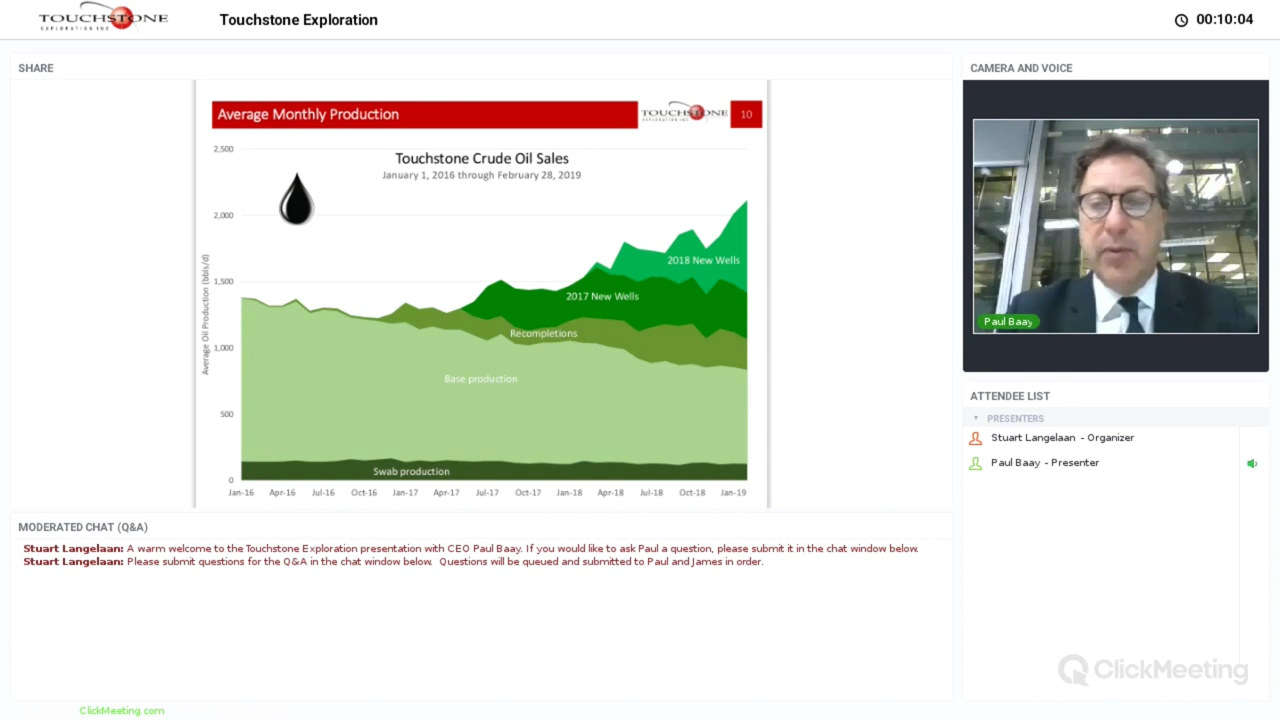 TOUCHSTONE
EXPLORATION INC
Touchstone Exploration
00:10:04
SHARE
Average Monthly Production
TOUCHSTONE
EXPLORATION INC
10
Touchstone Crude Oil Sales
January 1, 2016 through February 28, 2019
Average Oil Production (bbls/d)
2,500
2,000
1,500
1,000
500
0
2018 New Wells
2017 New Wells
Recompletions
Base production
Swab production
Jan-16 Apr-16 Jul-16 Oct-16 Jan-17 Apr-17 Jul-17 Oct-17 Jan-18 Apr-18 Jul-18 Oct-18 Jan-19
CAMERA AND VOICE
Paul Baay
ATTENDEE LIST
PRESENTERS
Stuart Langelaan - Organizer
Paul Baay - Presenter
MODERATED CHAT (Q&A)
Stuart Langelaan: A warm welcome to the Touchstone Exploration presentation with CEO Paul Baay. If you would like to ask Paul a question, please submit it in the chat window below.
Stuart Langelaan: Please submit questions for the Q&A in the chat window below. Questions will be queued and submitted to Paul and James in order.
ClickMeeting
ClickMeeting.com